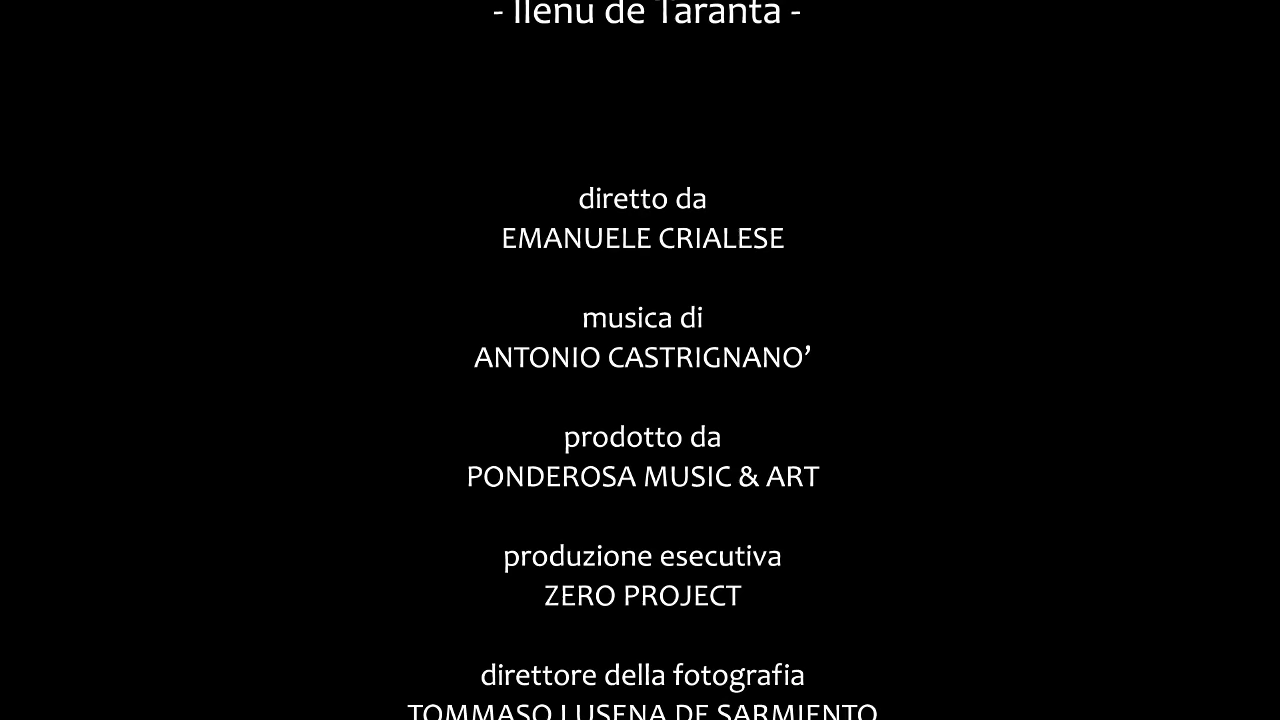 de Taranta -
diretto da
EMANUELE CRIALESE
musica di
ANTONIO CASTRIGNANO’
prodotto da
PONDEROSA MUSIC & ART
produzione esecutiva
ZERO PROJECT
direttore della fotografia
TOMMASO LUSENA DE SARMIENTO